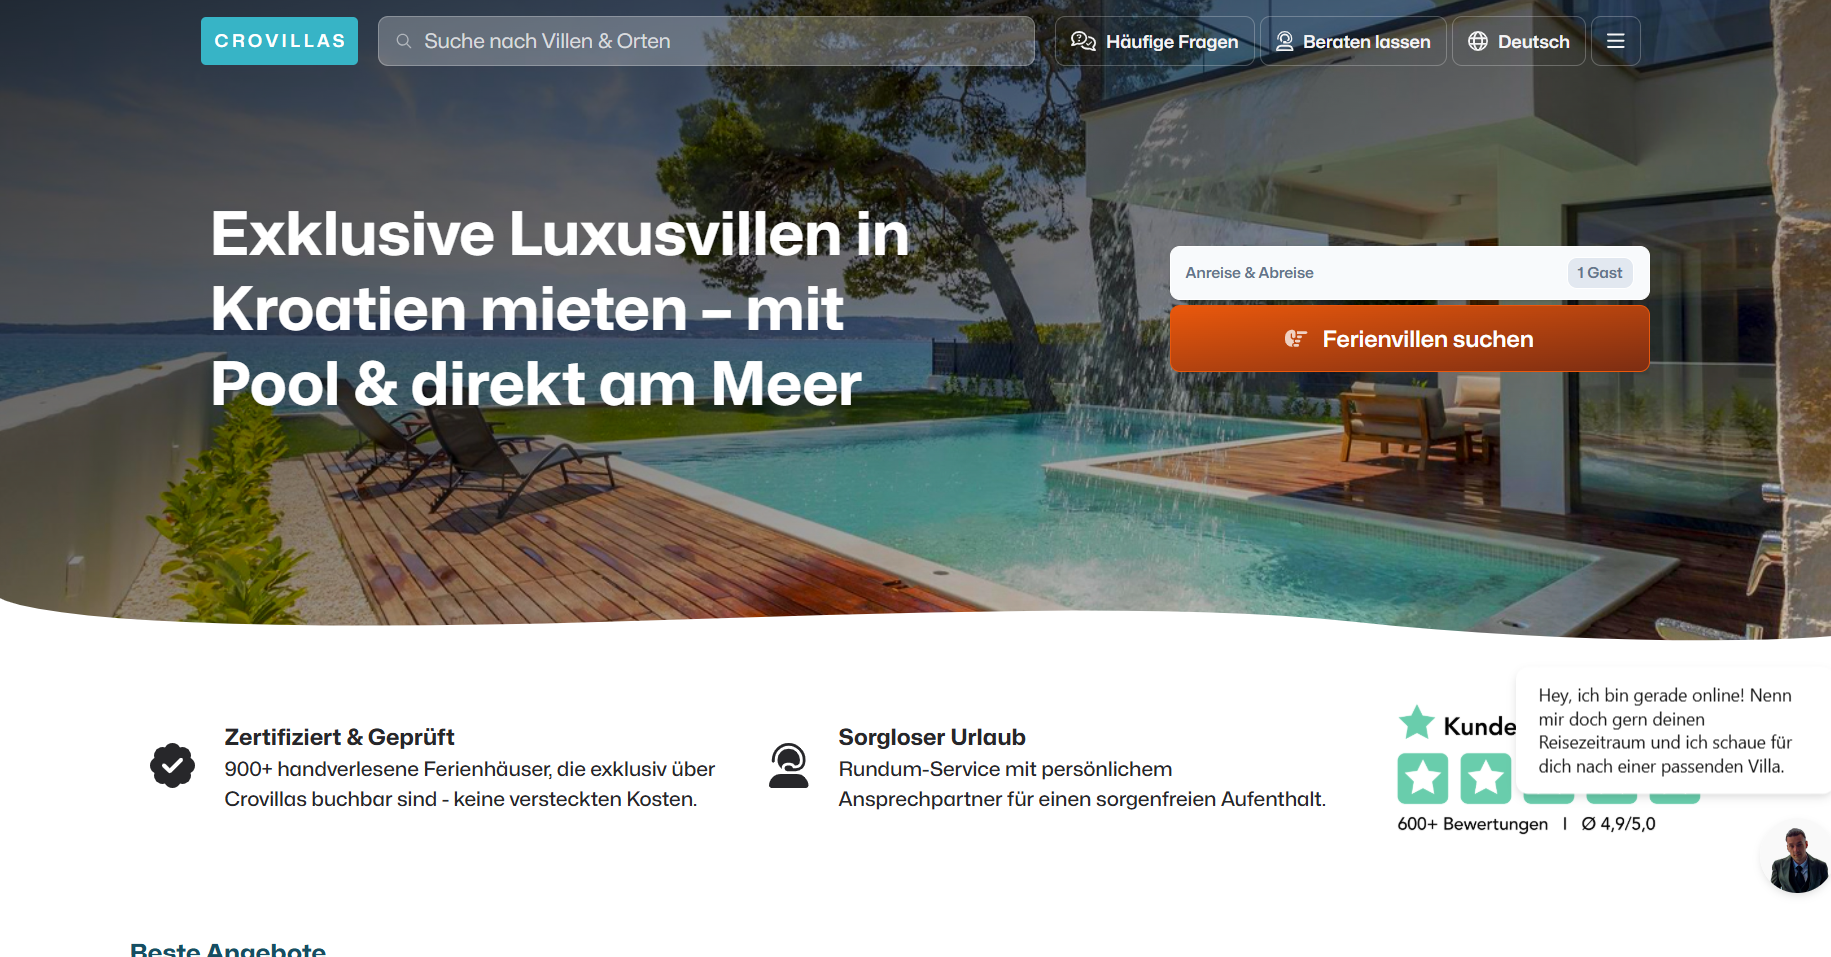 CROVILLAS
Suche nach Villen & Orten
Häufige Fragen
Beraten lassen
Deutsch
Exklusive Luxusvillen in
Kroatien mieten – mit
Pool & direkt am Meer
Anreise & Abreise
1 Gast
Ferienvillen suchen
Zertifiziert & Geprüft
900+ handverlesene Ferienhäuser, die exklusiv über
Crovillas buchbar sind - keine versteckten Kosten.
Sorgloser Urlaub
Rundum-Service mit persönlichem
Ansprechpartner für einen sorgenfreien Aufenthalt.
Kunde
600+ Bewertungen | Ø 4,9/5,0
Hey, ich bin gerade online! Nenn
mir doch gern deinen
Reisezeitraum und ich schaue für
dich nach einer passenden Villa.
Beste Angebote